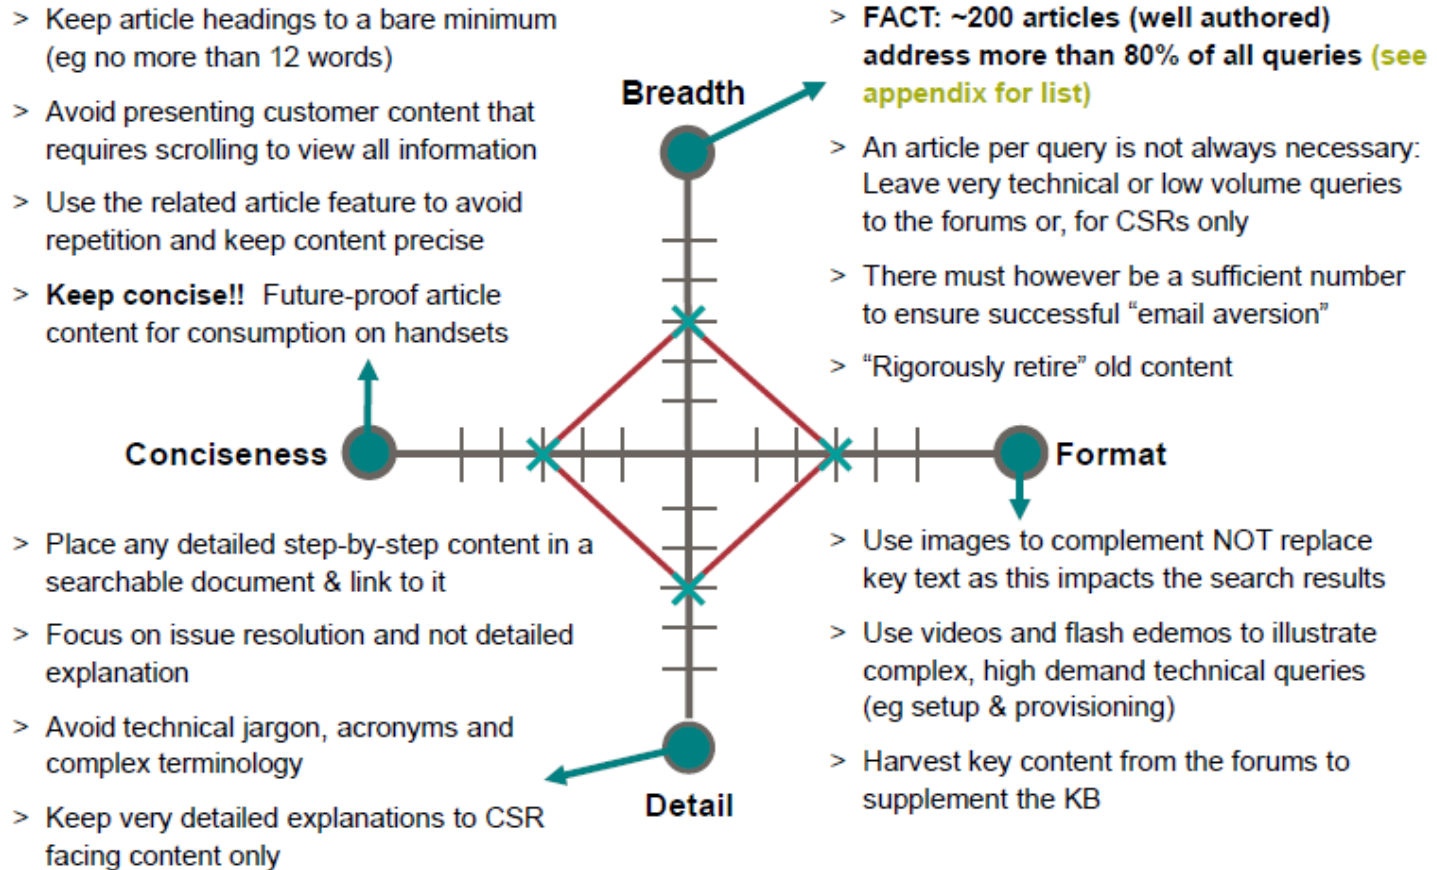 > Keep article headings to a bare minimum
(eg no more than 12 words)
> Avoid presenting customer content that
requires scrolling to view all information
> Use the related article feature to avoid
repetition and keep content precise
> Keep concise!! Future-proof article
content for consumption on handsets
Breadth
> FACT: ~200 articles (well authored)
address more than 80% of all queries (see
appendix for list)
> An article per query is not always necessary:
Leave very technical or low volume queries
to the forums or, for CSRs only
> There must however be a sufficient number
to ensure successful “email aversion”
> “Rigorously retire” old content
Conciseness
Format
> Place any detailed step-by-step content in a
searchable document & link to it
> Focus on issue resolution and not detailed
explanation
> Avoid technical jargon, acronyms and
complex terminology
> Keep very detailed explanations to CSR
facing content only
Detail
> Use images to complement NOT replace
key text as this impacts the search results
> Use videos and flash edemos to illustrate
complex, high demand technical queries
(eg setup & provisioning)
> Harvest key content from the forums to
supplement the KB